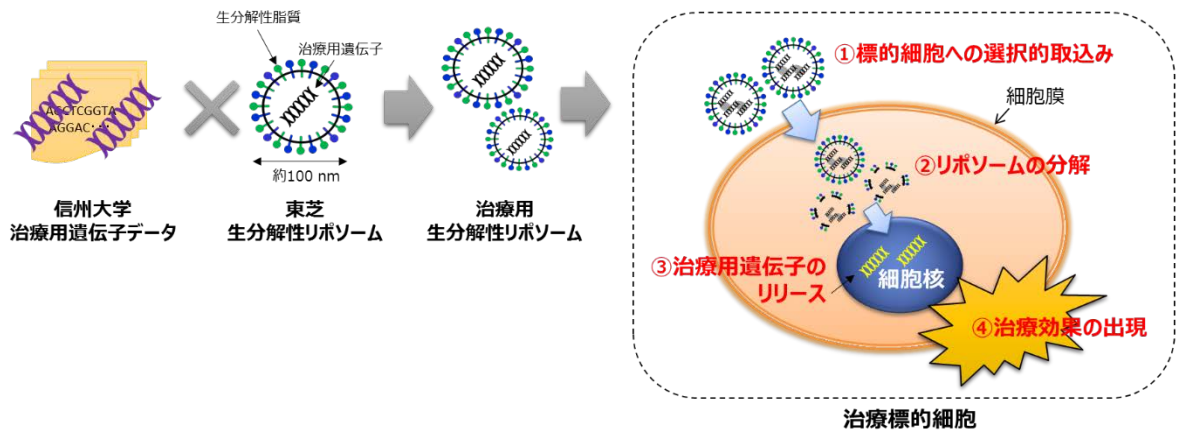 生分解性脂質
治療用遺伝子
AGCTCGGTA
AGGAC･･･
約100 nm
信州大学
治療用遺伝子データ
東芝
生分解性リポソーム
治療用
生分解性リポソーム
①標的細胞への選択的取込み
細胞膜
②リポソームの分解
③治療用遺伝子の
リリース
細胞核
④治療効果の出現
治療標的細胞